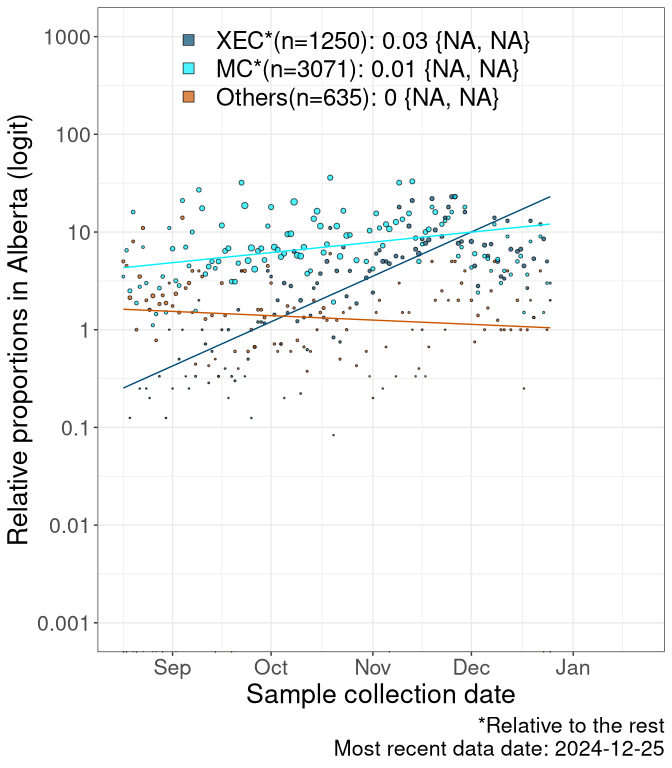 XEC*(n=1250): 0.03 {NA, NA}
MC*(n=3071): 0.01 {NA, NA}
Others(n=635): 0 {NA, NA}
Relative proportions in Alberta (logit)
1000
100
10
1
0.1
0.01
0.001
Sep Oct Nov Dec Jan
Sample collection date
*Relative to the rest
Most recent data date: 2024-12-25